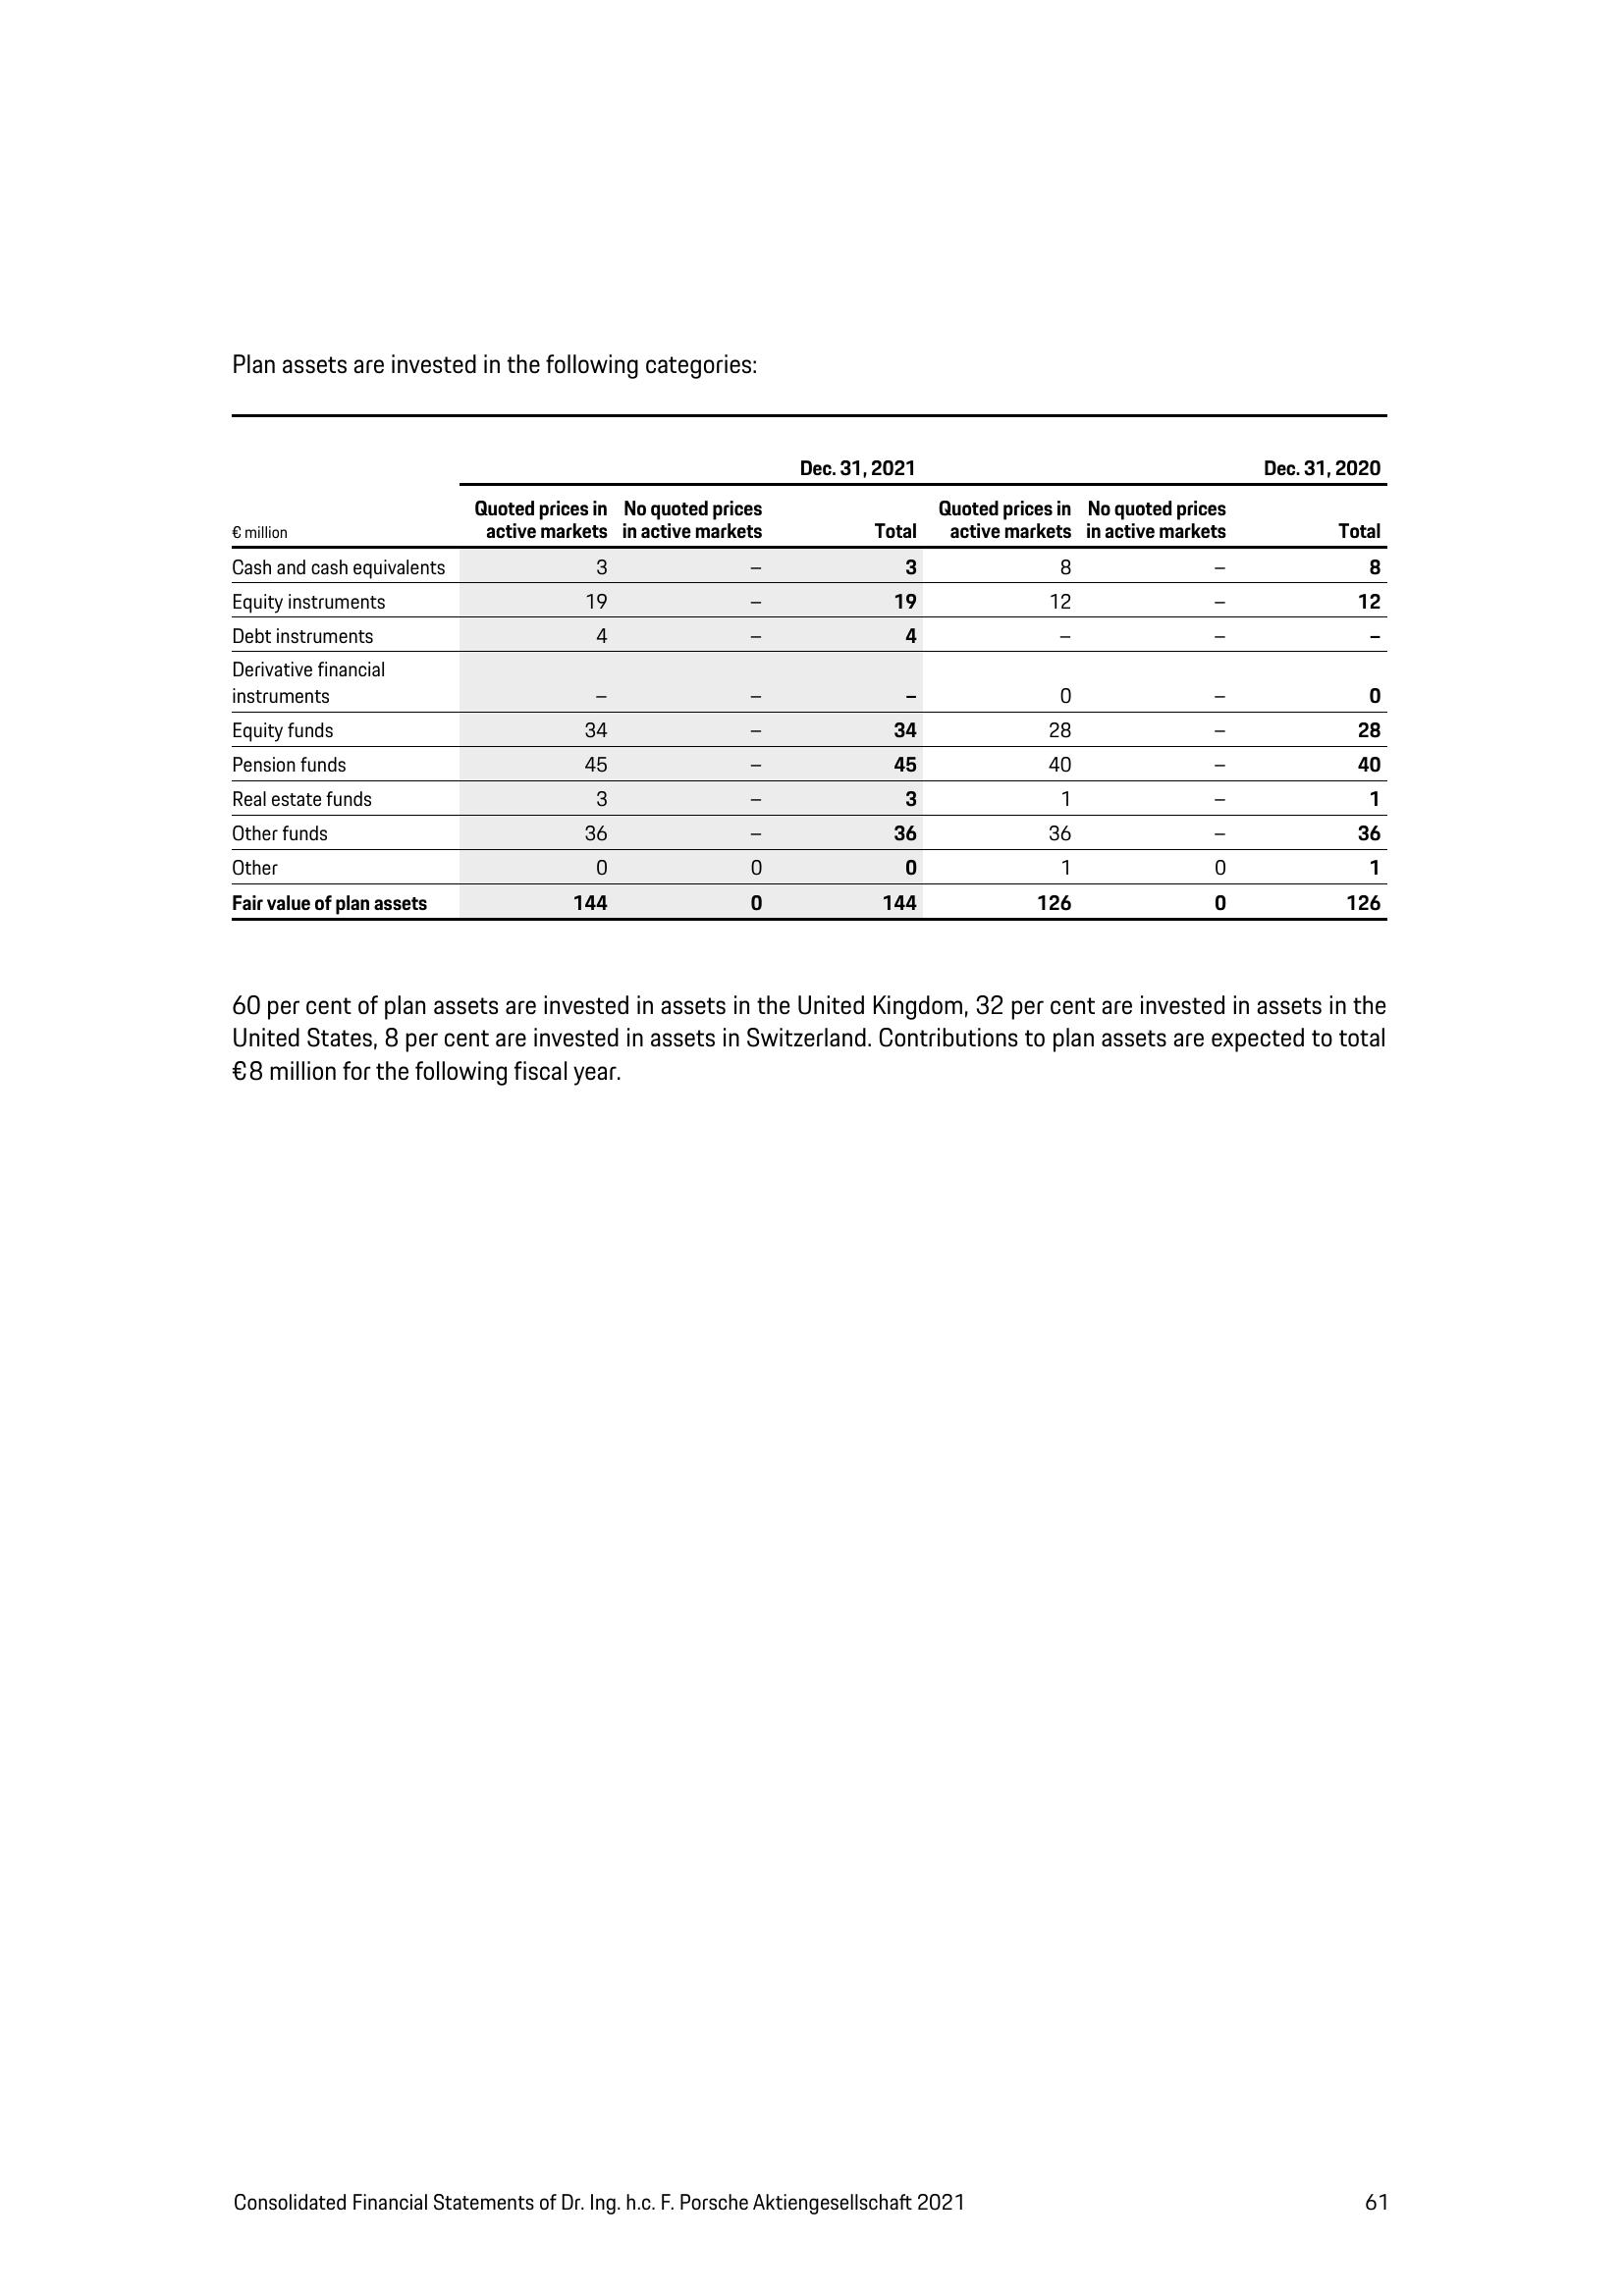 Plan assets are invested in the following categories:
Dec. 31, 2021 Dec. 31, 2020
€ million Quoted prices in active markets No quoted prices in active markets Total Quoted prices in active markets No quoted prices in active markets Total
Cash and cash equivalents 3 – 3 8 – 8
Equity instruments 19 – 19 12 – 12
Debt instruments 4 – 4 – – –
Derivative financial
instruments – – – 0 – 0
Equity funds 34 – 34 28 – 28
Pension funds 45 – 45 40 – 40
Real estate funds 3 – 3 1 – 1
Other funds 36 – 36 36 – 36
Other 0 0 0 1 0 1
Fair value of plan assets 144 0 144 126 0 126
60 per cent of plan assets are invested in assets in the United Kingdom, 32 per cent are invested in assets in the
United States, 8 per cent are invested in assets in Switzerland. Contributions to plan assets are expected to total
€8 million for the following fiscal year.
Consolidated Financial Statements of Dr. Ing. h.c. F. Porsche Aktiengesellschaft 2021 61